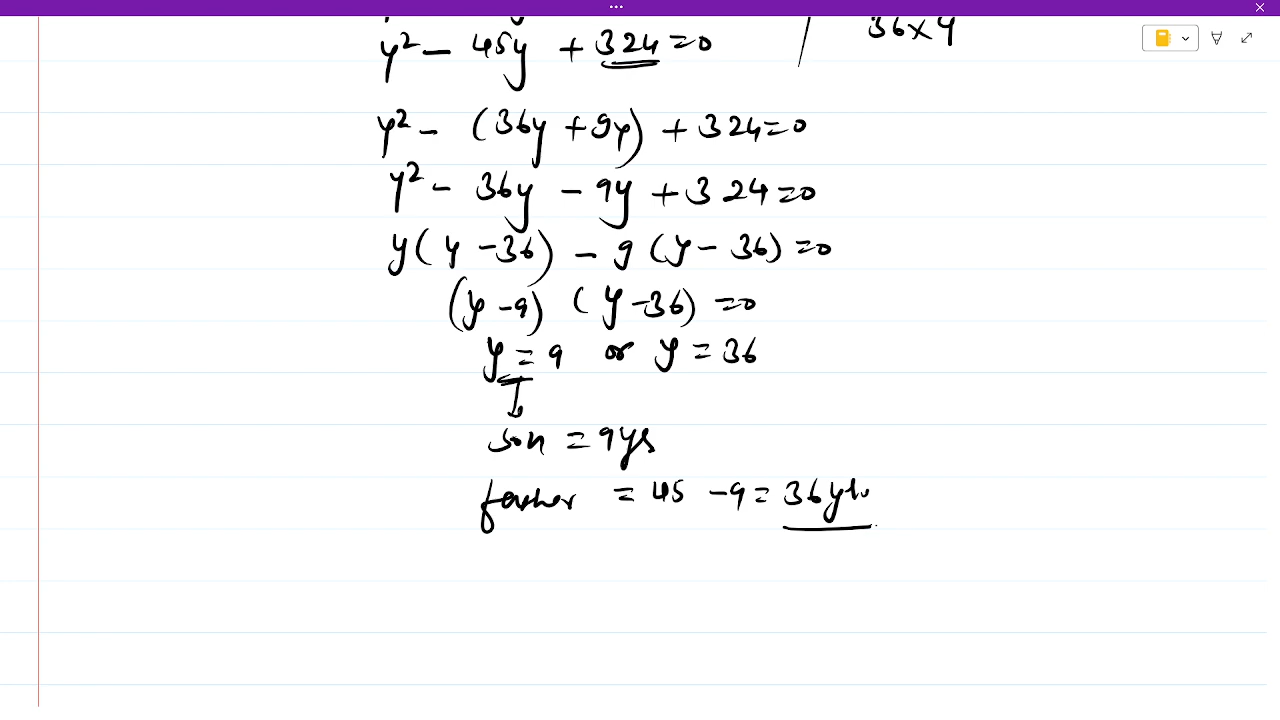 y² - 45y + 324 = 0
36×9
y² - (36y + 9y) + 324 = 0
y² - 36y - 9y + 324 = 0
y(y - 36) - 9(y - 36) = 0
(y - 9) (y - 36) = 0
y = 9 or y = 36
son = 9ys
father = 45 - 9 = 36yrs